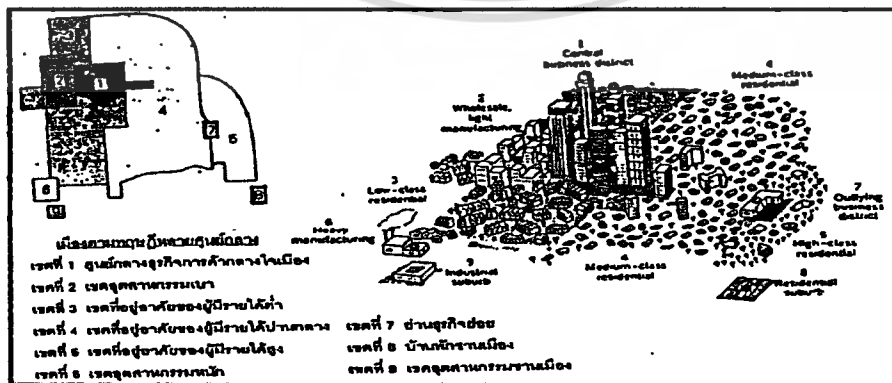 1
2
4
7
5
6
8
9
1
Central
business district
4
Medium-class
residential
2
Wholesale,
light
manufacturing
3
Low-class
residential
7
Outlying
business
district
6
Heavy
manufacturing
5
High-class
residential
9
Industrial
suburb
4
Medium-class
residential
8
Residential
suburb
เมืองตามทฤษฎีหลายศูนย์กลาง
เขตที่ 1 ศูนย์กลางธุรกิจการค้ากลางใจเมือง
เขตที่ 2 เขตอุตสาหกรรมเบา
เขตที่ 3 เขตที่อยู่อาศัยของผู้มีรายได้ต่ำ
เขตที่ 4 เขตที่อยู่อาศัยของผู้มีรายได้ปานกลาง เขตที่ 7 ย่านธุรกิจย่อย
เขตที่ 5 เขตที่อยู่อาศัยของผู้มีรายได้สูง เขตที่ 8 บ้านพักชานเมือง
เขตที่ 6 เขตอุตสาหกรรมหนัก เขตที่ 9 เขตอุตสาหกรรมชานเมือง